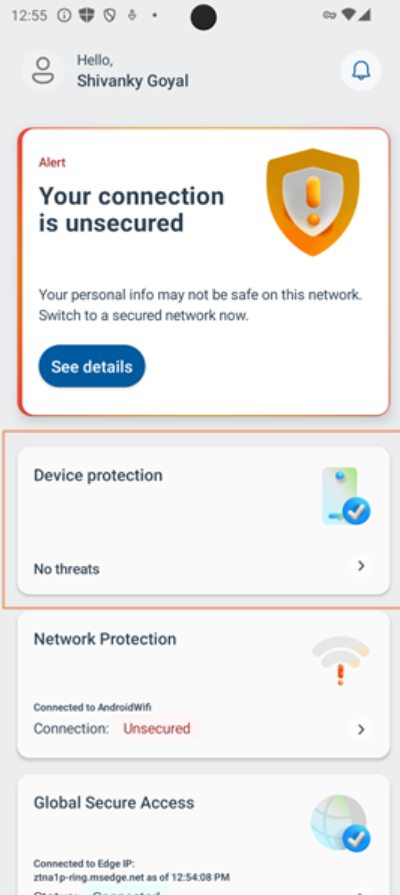 12:55
Hello,
Shivanky Goyal
Alert
Your connection
is unsecured
Your personal info may not be safe on this network.
Switch to a secured network now.
See details
Device protection
No threats
Network Protection
Connected to AndroidWifi
Connection: Unsecured
Global Secure Access
Connected to Edge IP:
ztna1p-ring.msedge.net as of 12:54:08 PM
Status: Connected